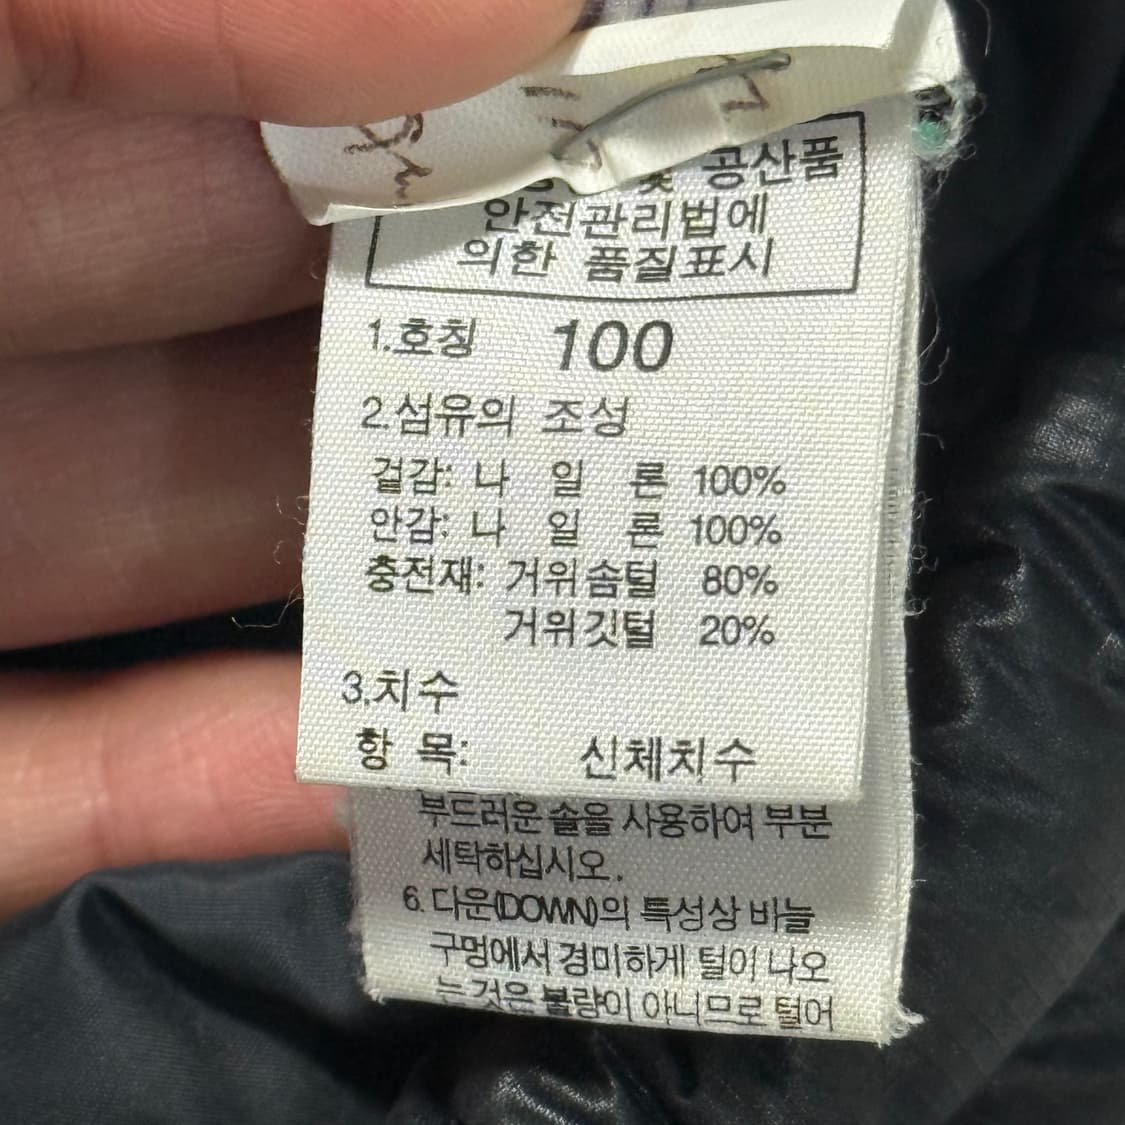 및 공산품
안전관리법에
의한 품질표시
1.호칭 100
2.섬유의 조성
겉감: 나 일 론 100%
안감: 나 일 론 100%
충전재: 거위솜털 80%
거위깃털 20%
3.치수
항 목: 신체치수
부드러운 솔을 사용하여 부분
세탁하십시오.
6. 다운(DOWN)의 특성상 바늘
구멍에서 경미하게 털이 나오
는 것은 불량이 아니므로 털어